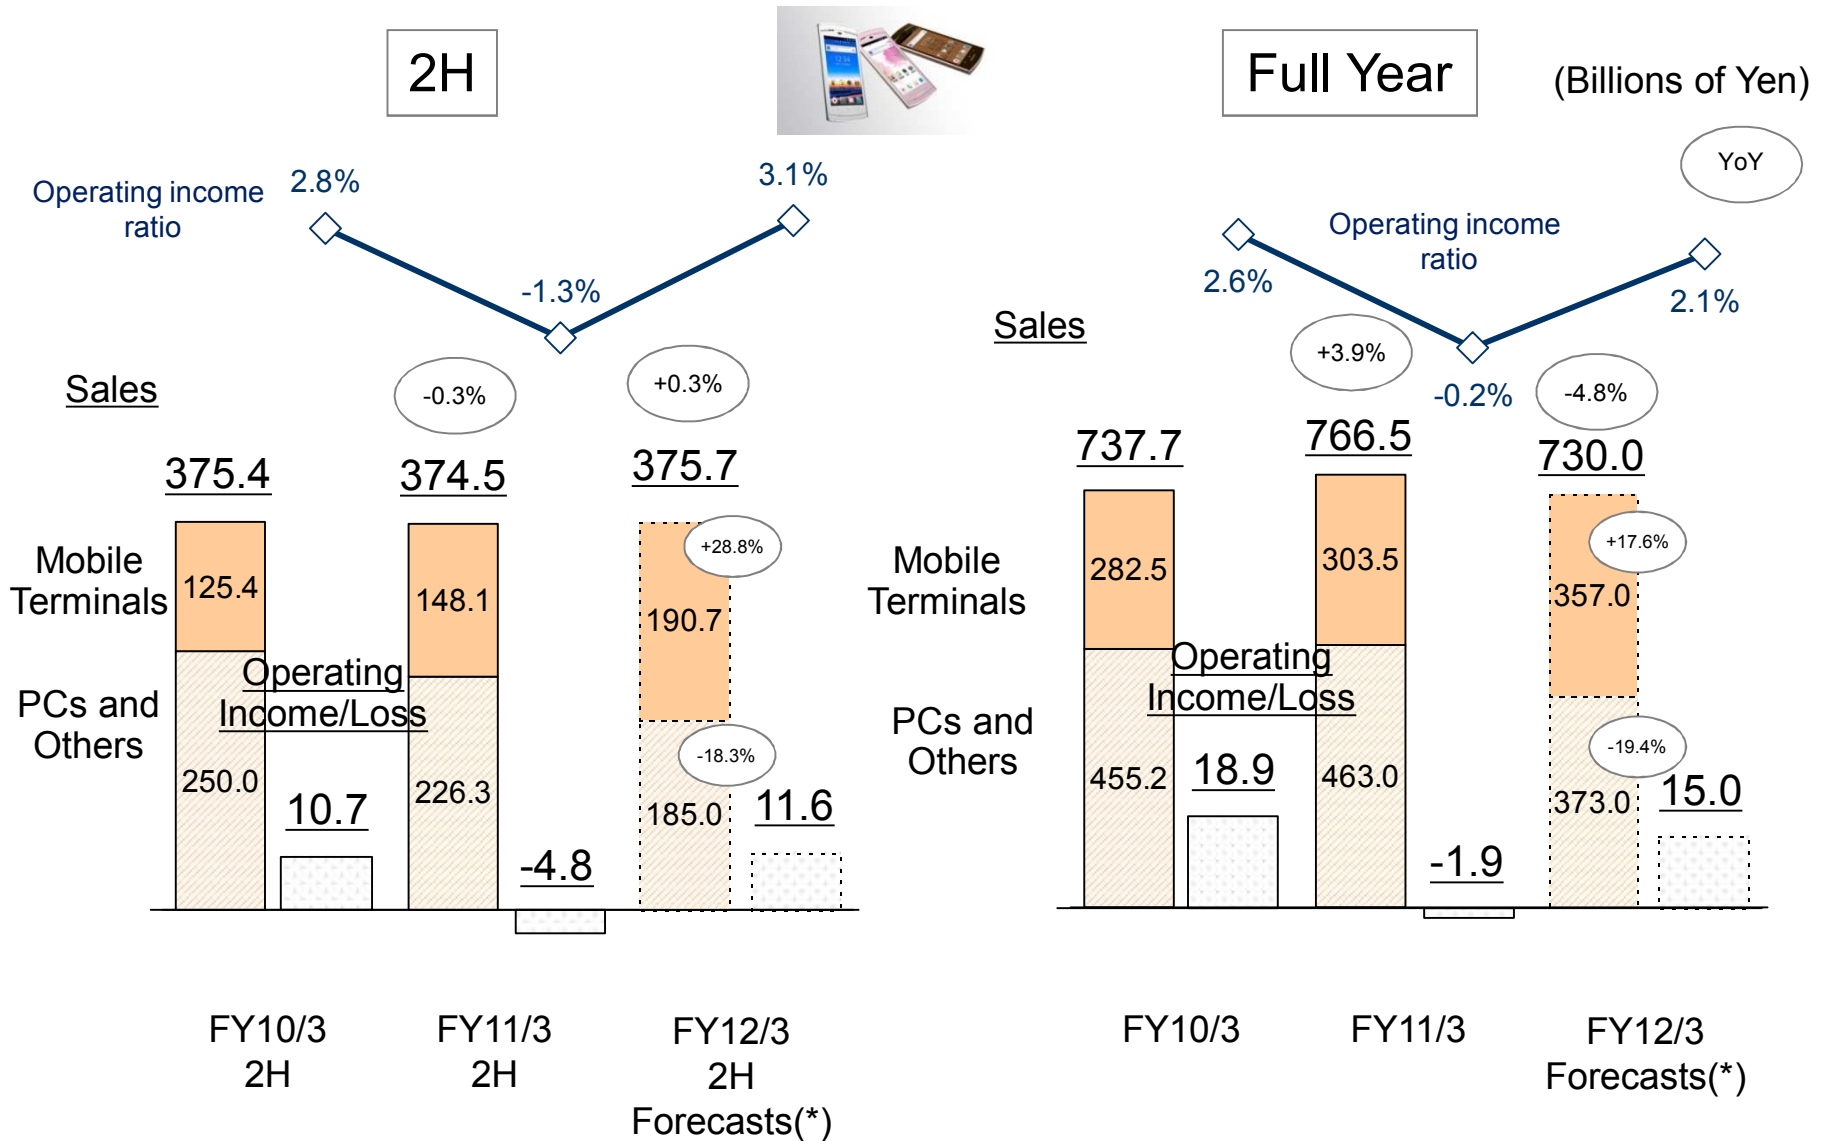 2H
Full Year
(Billions of Yen)
YoY
Operating income
ratio
2.8%
-1.3%
3.1%
Sales
-0.3%
+0.3%
375.4
374.5
375.7
Mobile
Terminals
125.4
148.1
190.7
+28.8%
Operating
Income/Loss
PCs and
Others
250.0
226.3
185.0
-18.3%
10.7
-4.8
11.6
FY10/3
2H
FY11/3
2H
FY12/3
2H
Forecasts(*)
Operating income
ratio
2.6%
-0.2%
2.1%
Sales
+3.9%
-4.8%
737.7
766.5
730.0
Mobile
Terminals
282.5
303.5
357.0
+17.6%
Operating
Income/Loss
PCs and
Others
455.2
463.0
373.0
-19.4%
18.9
-1.9
15.0
FY10/3
FY11/3
FY12/3
Forecasts(*)